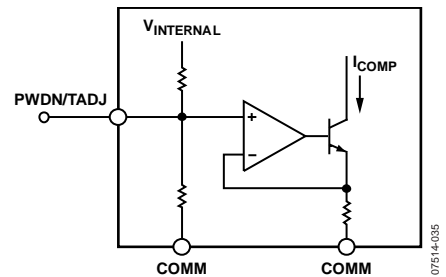 VINTERNAL
ICOMP
PWDN/TADJ
+
–
COMM
COMM
07514-035